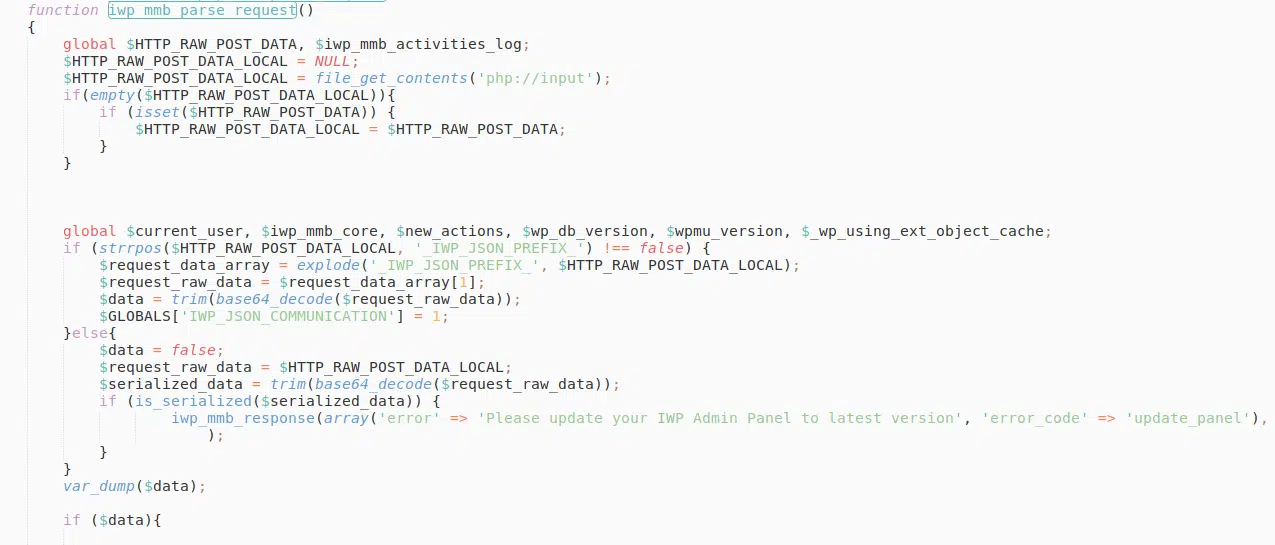 function iwp_mmb_parse_request()
{
global $HTTP_RAW_POST_DATA, $iwp_mmb_activities_log;
$HTTP_RAW_POST_DATA_LOCAL = NULL;
$HTTP_RAW_POST_DATA_LOCAL = file_get_contents('php://input');
if(empty($HTTP_RAW_POST_DATA_LOCAL)){
if (isset($HTTP_RAW_POST_DATA)) {
$HTTP_RAW_POST_DATA_LOCAL = $HTTP_RAW_POST_DATA;
}
}
global $current_user, $iwp_mmb_core, $new_actions, $wp_db_version, $wpmu_version, $_wp_using_ext_object_cache;
if (strrpos($HTTP_RAW_POST_DATA_LOCAL, '_IWP_JSON_PREFIX_') !== false) {
$request_data_array = explode('_IWP_JSON_PREFIX_', $HTTP_RAW_POST_DATA_LOCAL);
$request_raw_data = $request_data_array[1];
$data = trim(base64_decode($request_raw_data));
$GLOBALS['IWP_JSON_COMMUNICATION'] = 1;
}else{
$data = false;
$request_raw_data = $HTTP_RAW_POST_DATA_LOCAL;
$serialized_data = trim(base64_decode($request_raw_data));
if (is_serialized($serialized_data)) {
iwp_mmb_response(array('error' => 'Please update your IWP Admin Panel to latest version', 'error_code' => 'update_panel'),
);
}
}
var_dump($data);
if ($data){